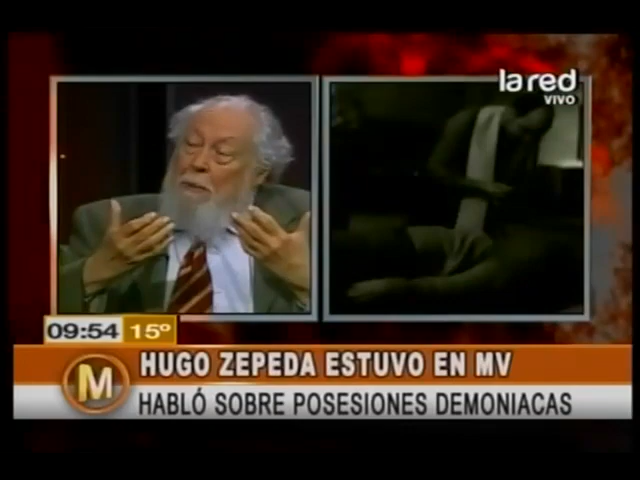 la red
VIVO
09:54 15º
M
HUGO ZEPEDA ESTUVO EN MV
HABLÓ SOBRE POSESIONES DEMONIACAS